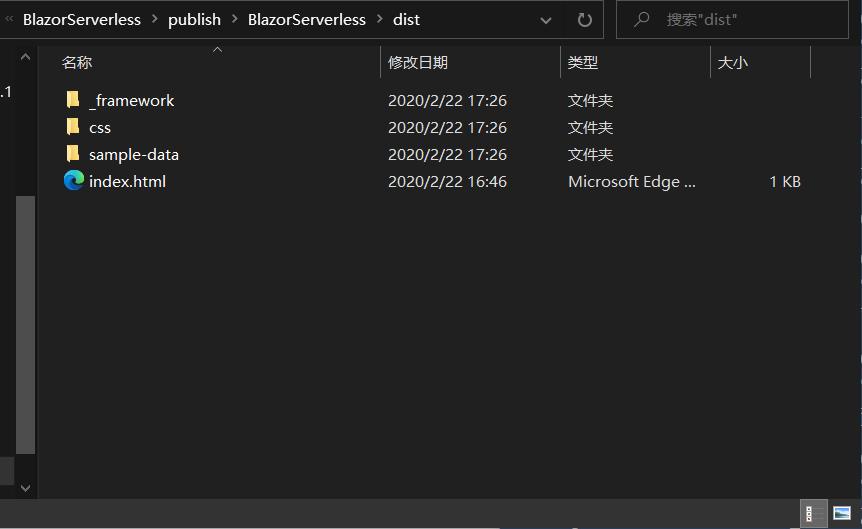 « BlazorServerless > publish > BlazorServerless > dist 搜索"dist"
名称 修改日期 类型 大小
.1
_framework 2020/2/22 17:26 文件夹
css 2020/2/22 17:26 文件夹
sample-data 2020/2/22 17:26 文件夹
index.html 2020/2/22 16:46 Microsoft Edge ... 1 KB